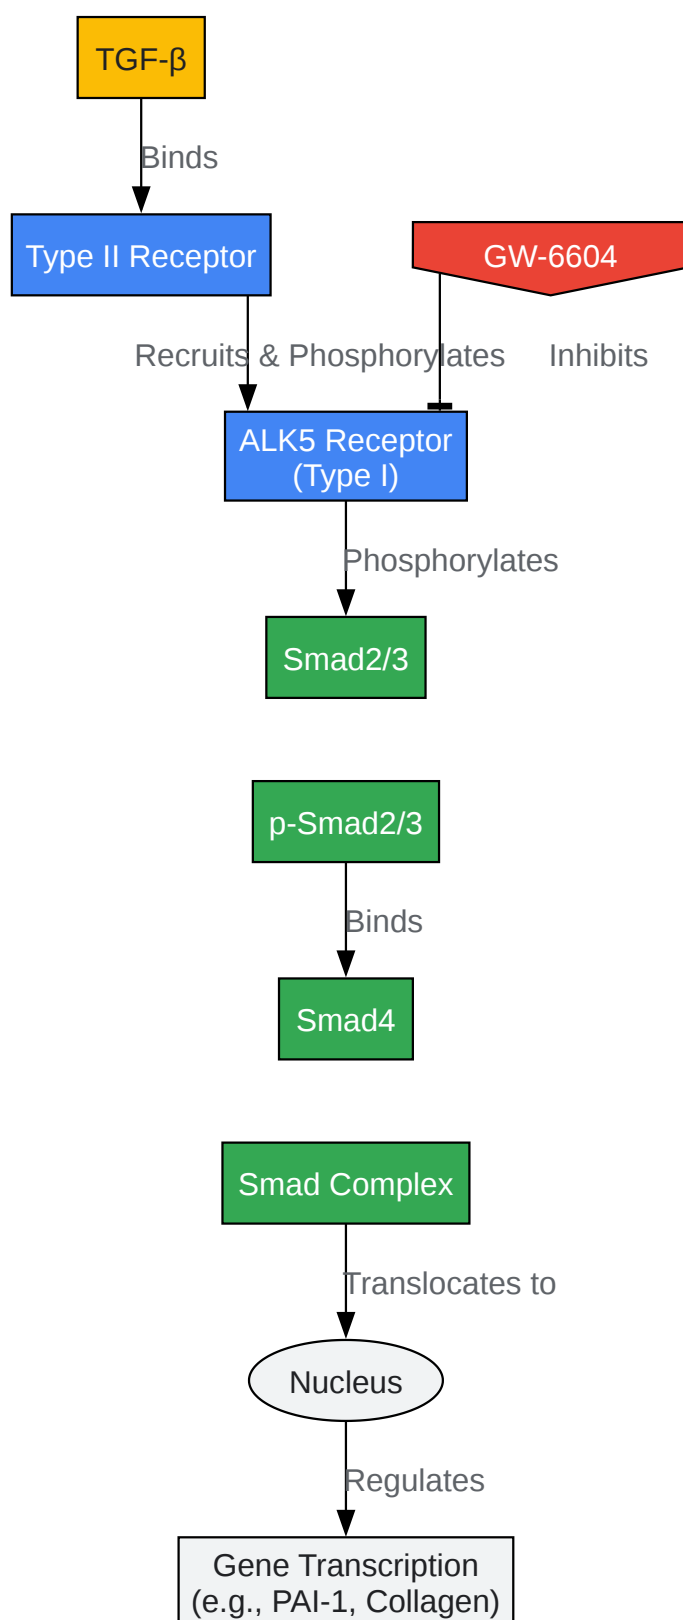 TGF-β
Binds
Type II Receptor
GW-6604
Recruits & Phosphorylates
Inhibits
ALK5 Receptor
(Type I)
Phosphorylates
Smad2/3
p-Smad2/3
Binds
Smad4
Smad Complex
Translocates to
Nucleus
Regulates
Gene Transcription
(e.g., PAI-1, Collagen)